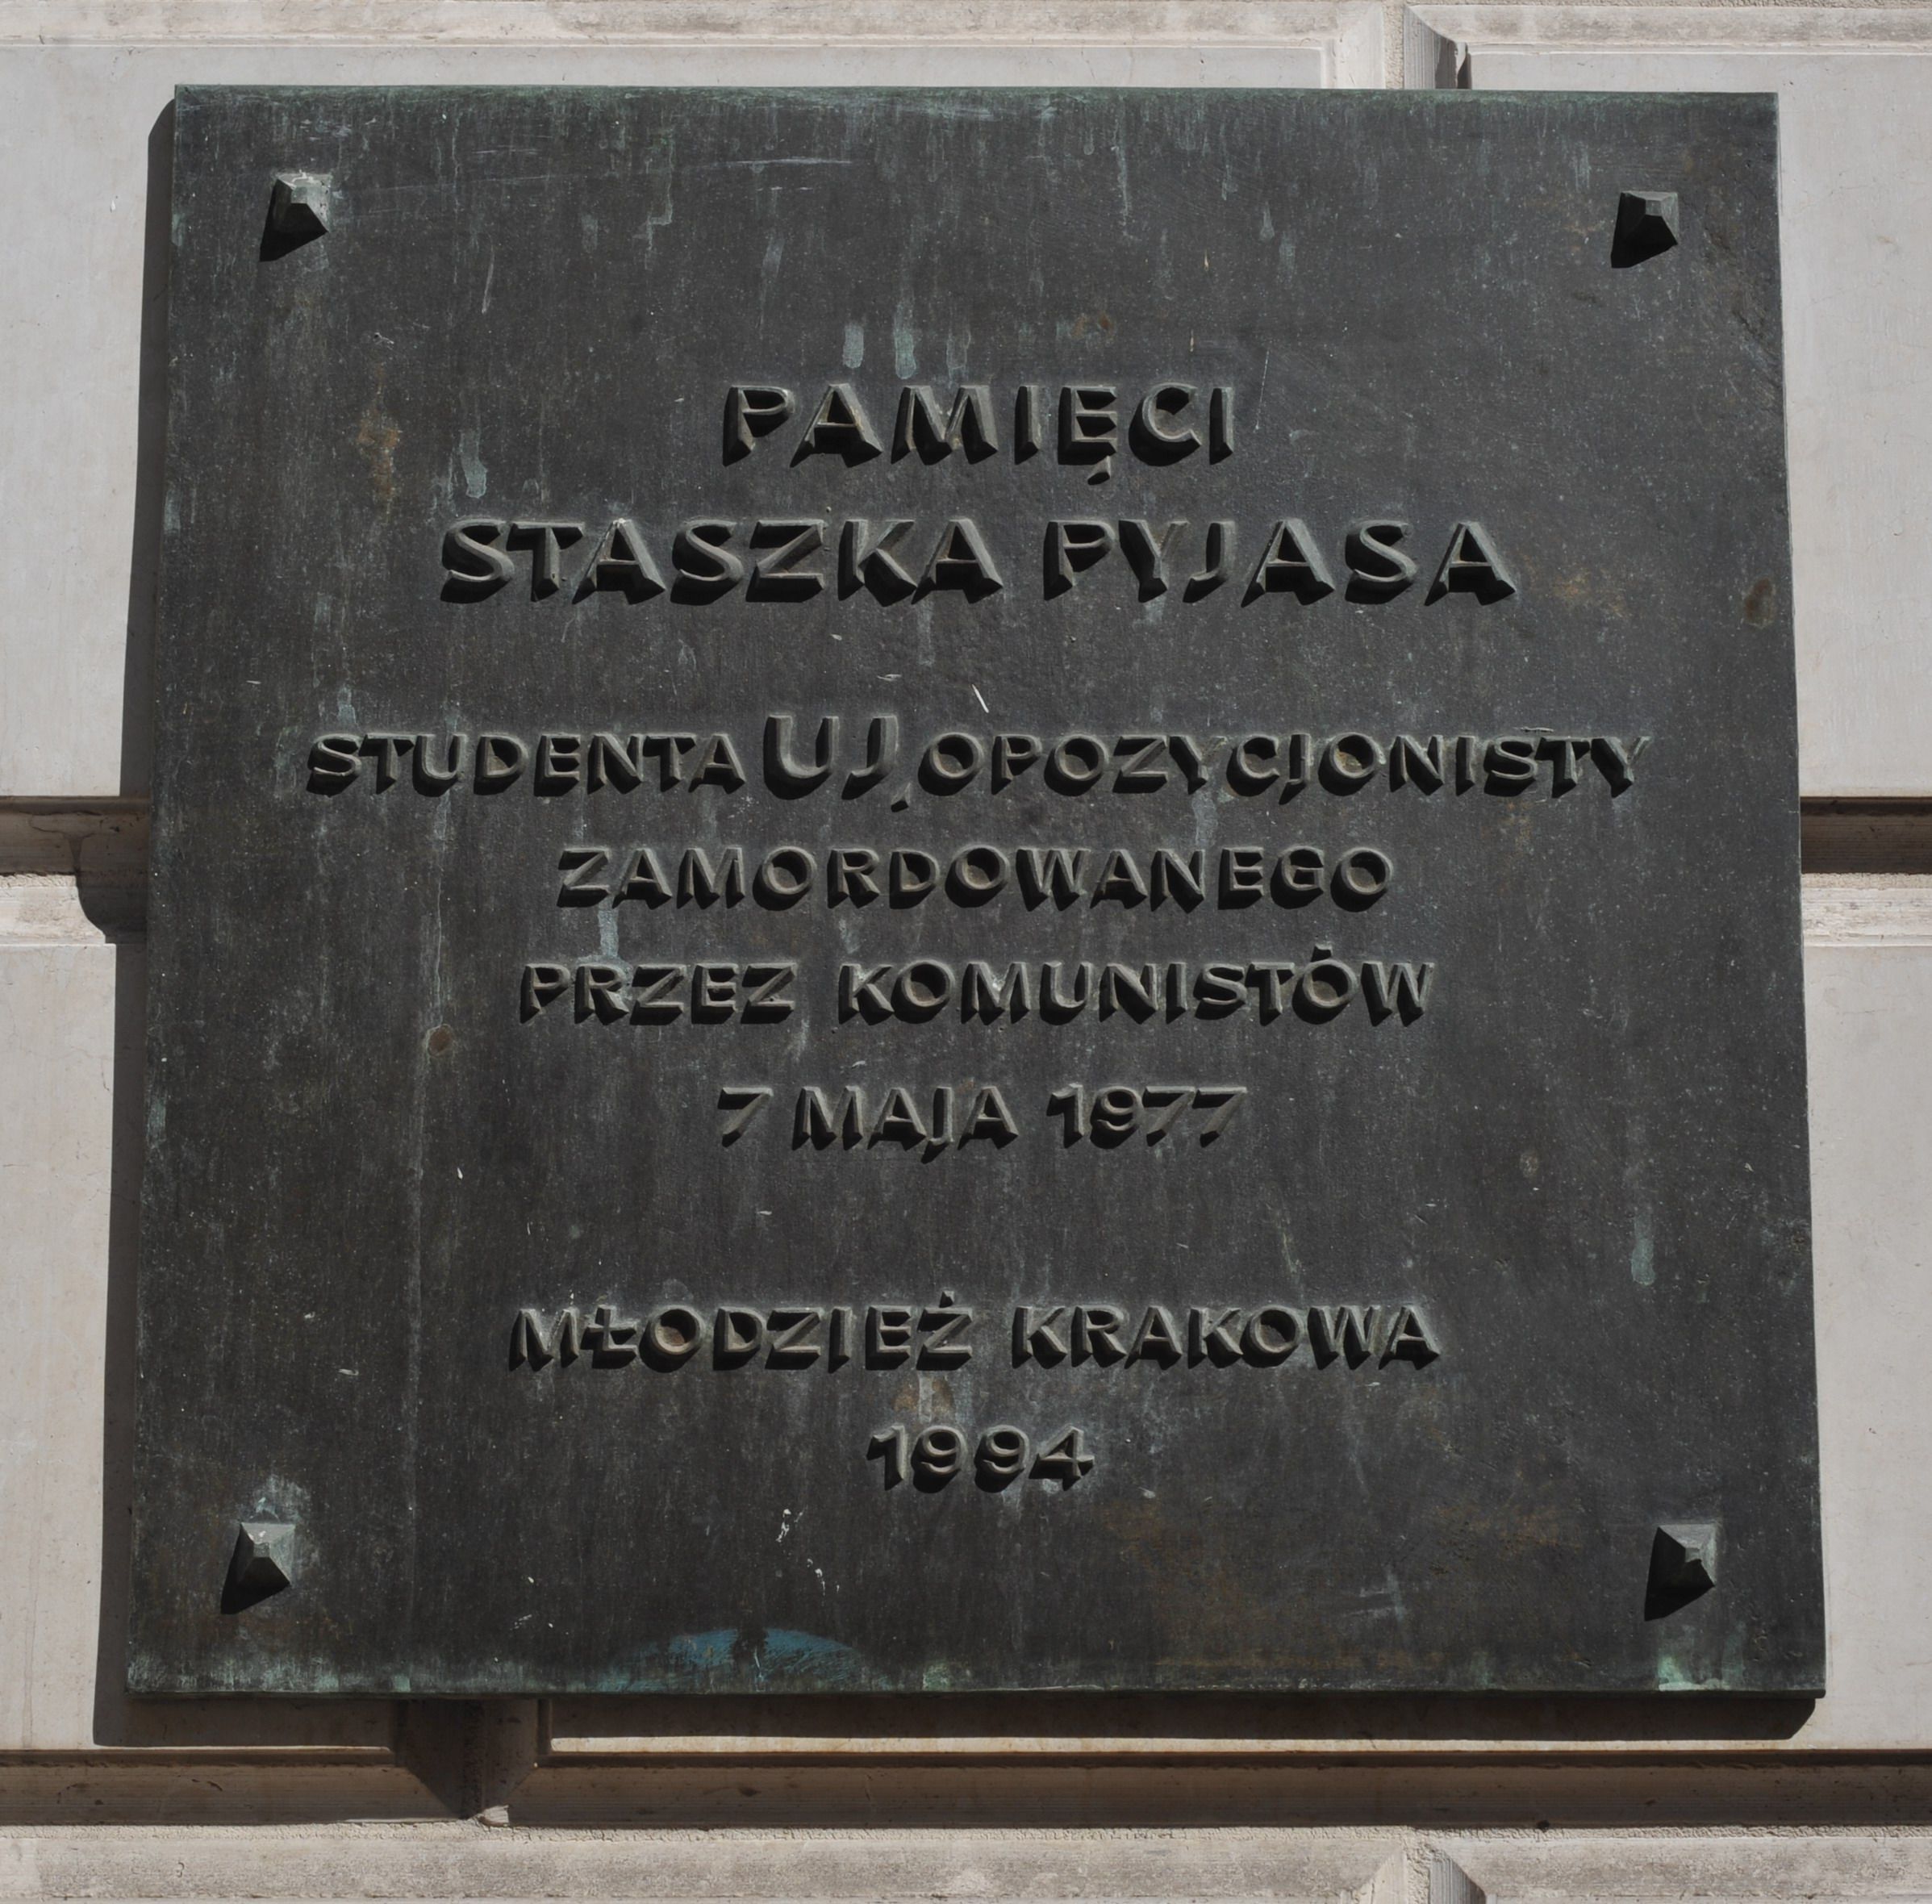 PAMIĘCI
STASZKA PYJASA
STUDENTA UJ, OPOZYCJONISTY
ZAMORDOWANEGO
PRZEZ KOMUNISTÓW
7 MAJA 1977
MŁODZIEŻ KRAKOWA
1994